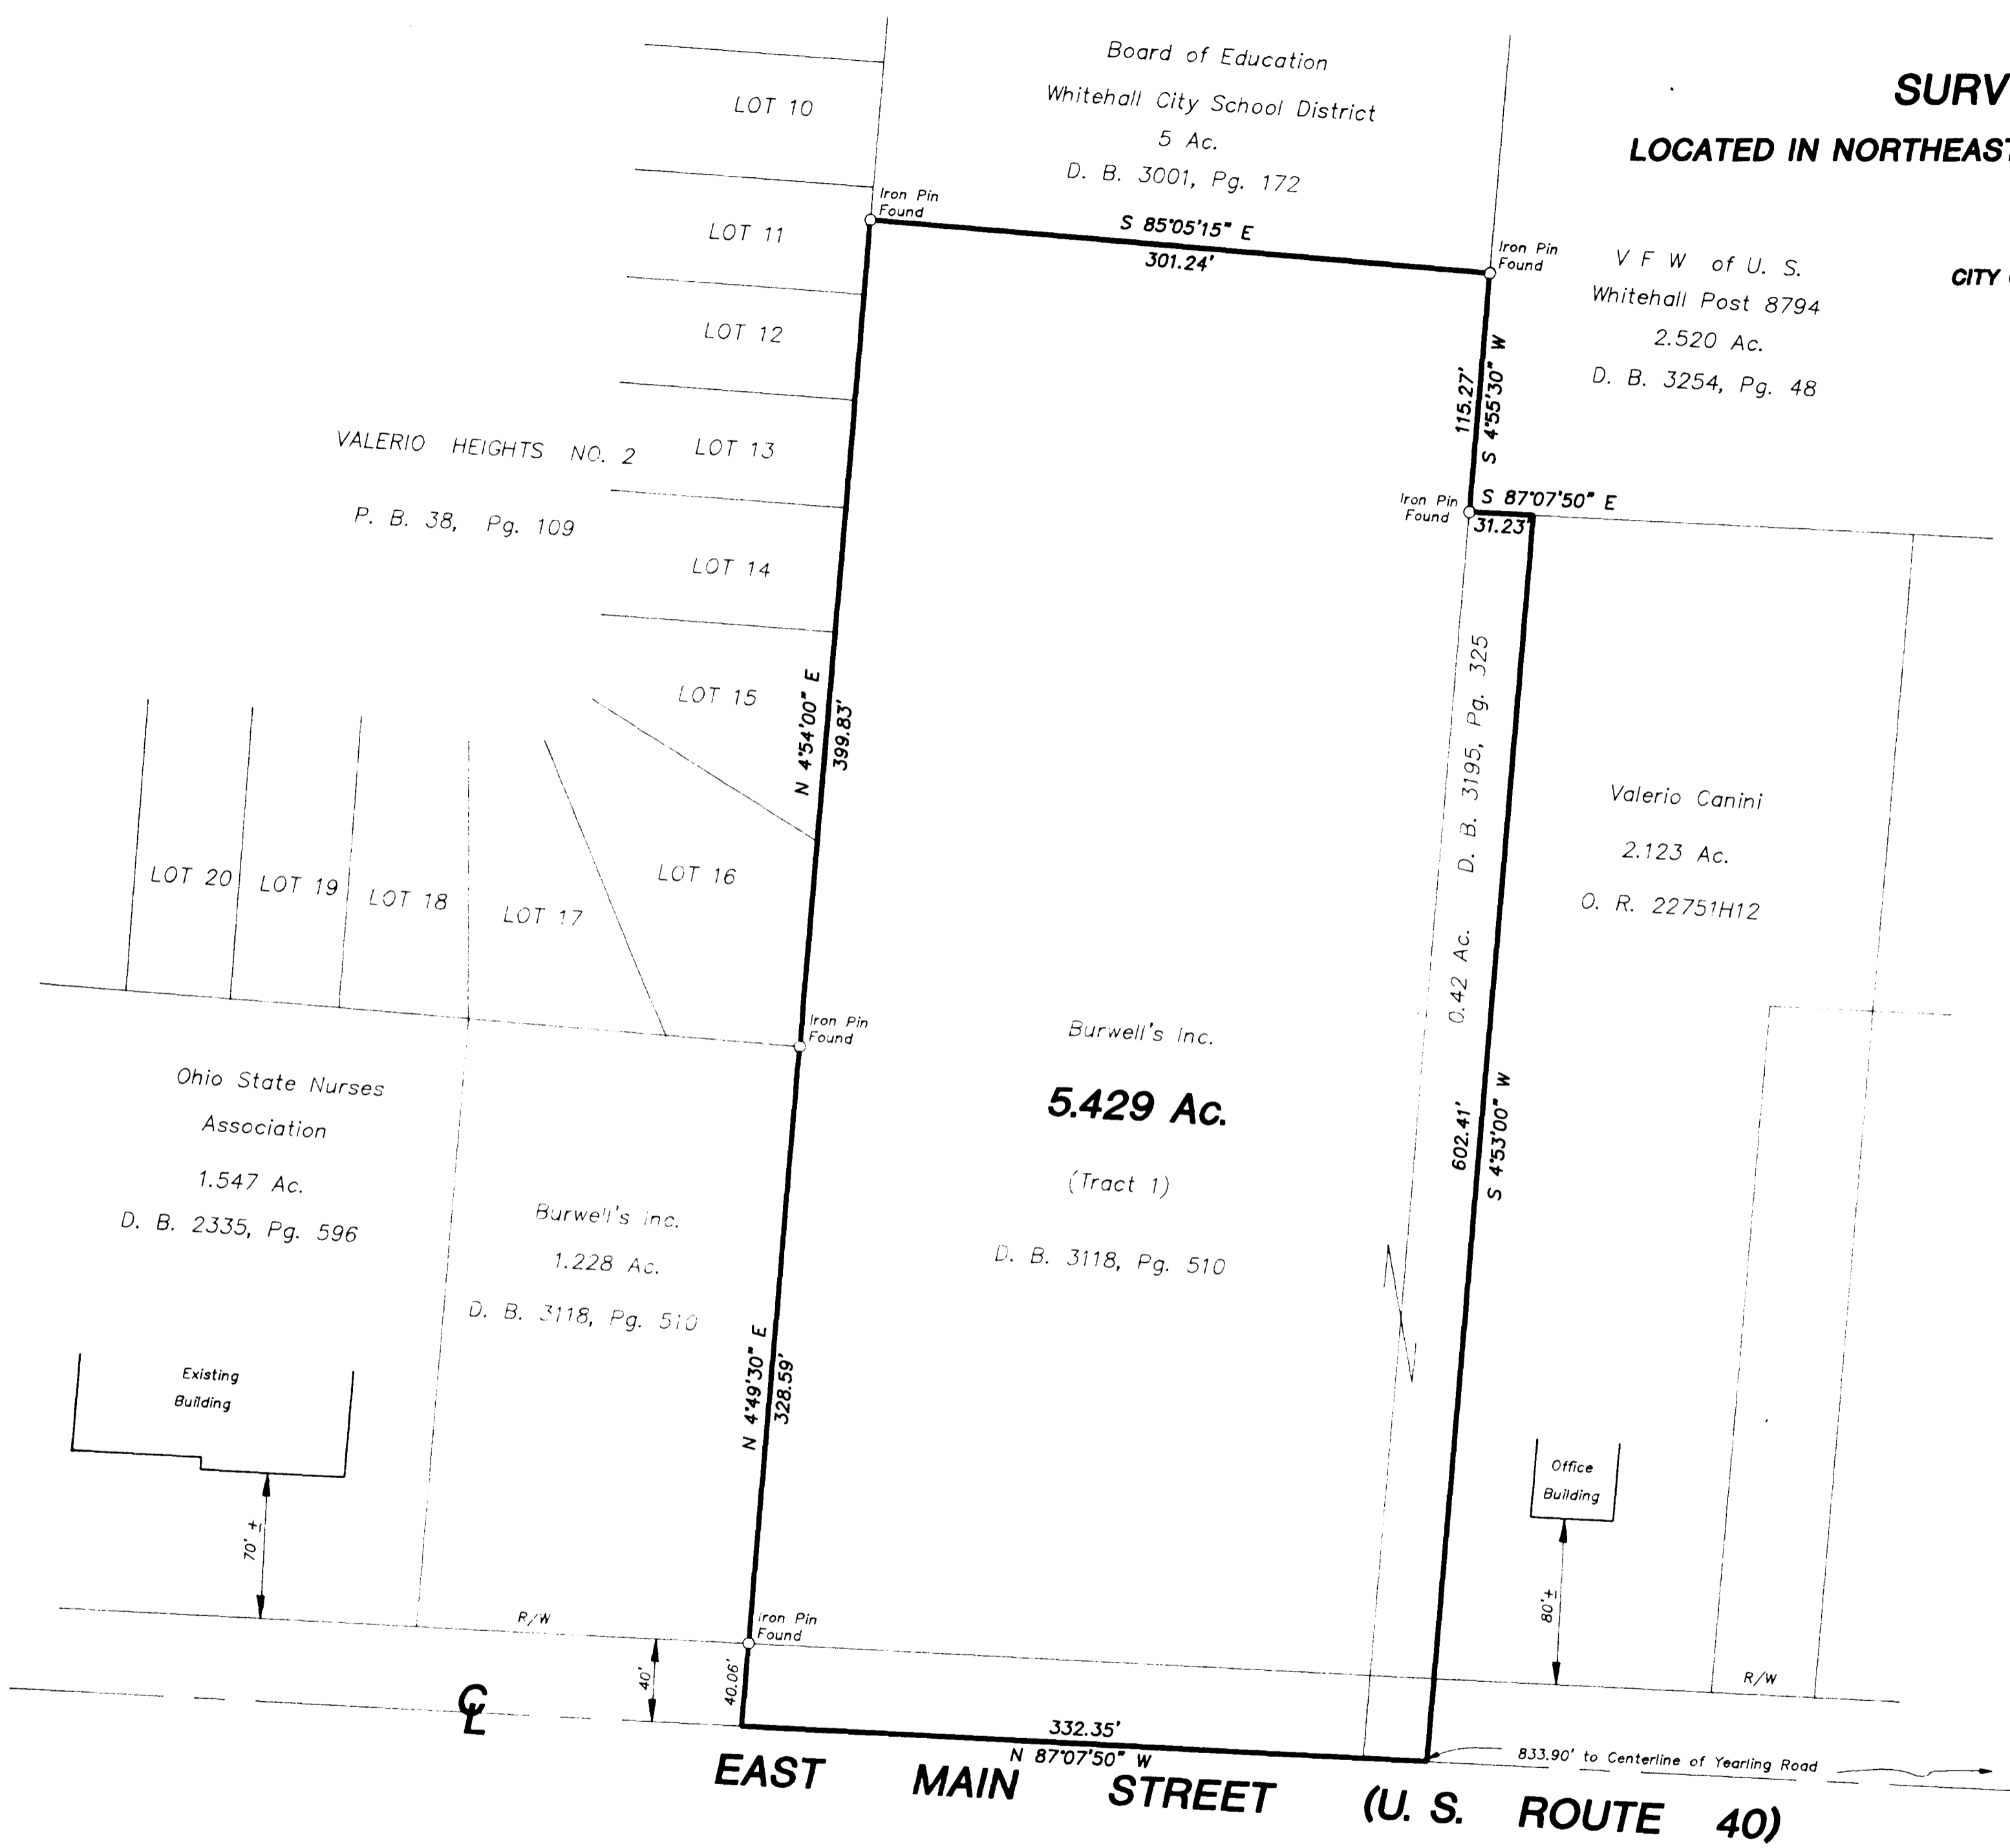 SURV
LOCATED IN NORTHEAST
CITY
Board of Education
Whitehall City School District
5 Ac.
D. B. 3001, Pg. 172
LOT 10
LOT 11
LOT 12
LOT 13
LOT 14
LOT 15
LOT 16
LOT 17
LOT 18
LOT 19
LOT 20
Iron Pin
Found
S 85°05'15" E
301.24'
Iron Pin
Found
V F W of U. S.
Whitehall Post 8794
2.520 Ac.
D. B. 3254, Pg. 48
115.27'
S 4°55'30" W
Iron Pin
Found
S 87°07'50" E
31.23'
VALERIO HEIGHTS NO. 2
P. B. 38, Pg. 109
N 4°54'00" E
399.83'
0.42 Ac. D. B. 3195, Pg. 325
Valerio Canini
2.123 Ac.
O. R. 22751H12
Iron Pin
Found
Burwell's Inc.
5.429 Ac.
(Tract 1)
D. B. 3118, Pg. 510
602.41'
S 4°53'00" W
Ohio State Nurses
Association
1.547 Ac.
D. B. 2335, Pg. 596
Burwell's Inc.
1.228 Ac.
D. B. 3118, Pg. 510
N 4°49'30" E
328.59'
Existing
Building
70' ±
Office
Building
80'±
R/W
Iron Pin
Found
40'
40.06'
R/W
CL
332.35'
N 87°07'50" W
833.90' to Centerline of Yearling Road
EAST MAIN STREET (U. S. ROUTE 40)